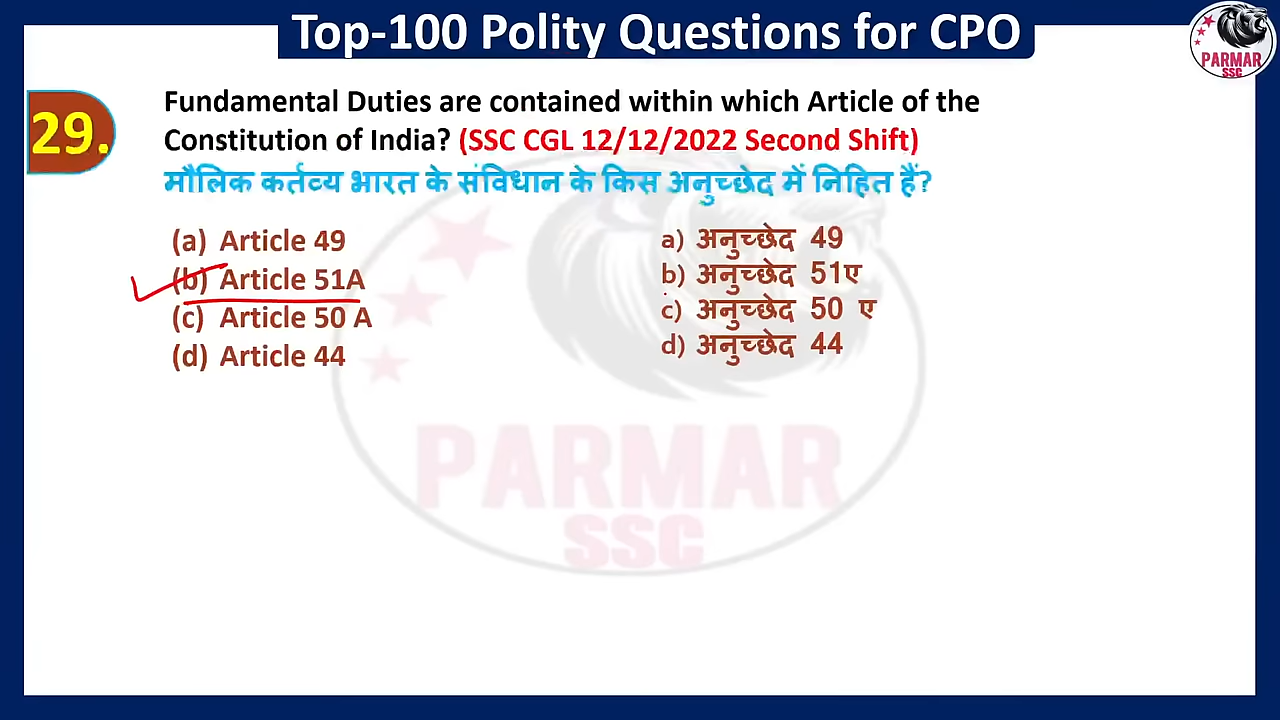 Top-100 Polity Questions for CPO
PARMAR
SSC
29.
Fundamental Duties are contained within which Article of the
Constitution of India? (SSC CGL 12/12/2022 Second Shift)
मौलिक कर्तव्य भारत के संविधान के किस अनुच्छेद में निहित हैं?
(a) Article 49
(b) Article 51A
(c) Article 50 A
(d) Article 44
a) अनुच्छेद 49
b) अनुच्छेद 51ए
c) अनुच्छेद 50 ए
d) अनुच्छेद 44
PARMAR
SSC